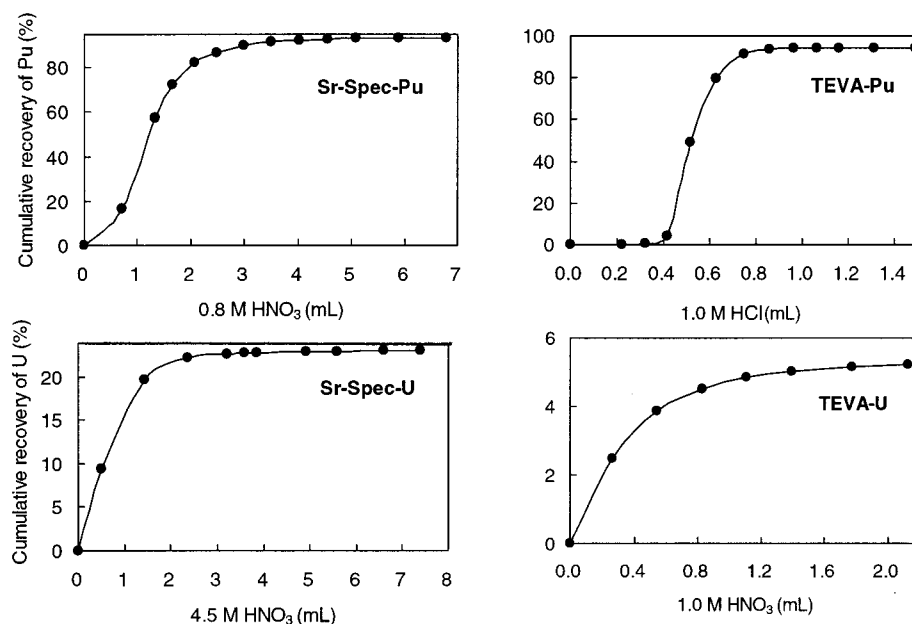 Cumulative recovery of Pu (%)
80
60
40
20
0
Sr-Spec-Pu
0 1 2 3 4 5 6 7
0.8 M HNO₃ (mL)
100
80
60
40
20
0
TEVA-Pu
0.0 0.2 0.4 0.6 0.8 1.0 1.2 1.4
1.0 M HCl(mL)
Cumulative recovery of U (%)
20
15
10
5
0
Sr-Spec-U
0 1 2 3 4 5 6 7 8
4.5 M HNO₃ (mL)
6
4
2
0
TEVA-U
0.0 0.4 0.8 1.2 1.6 2.0
1.0 M HNO₃ (mL)